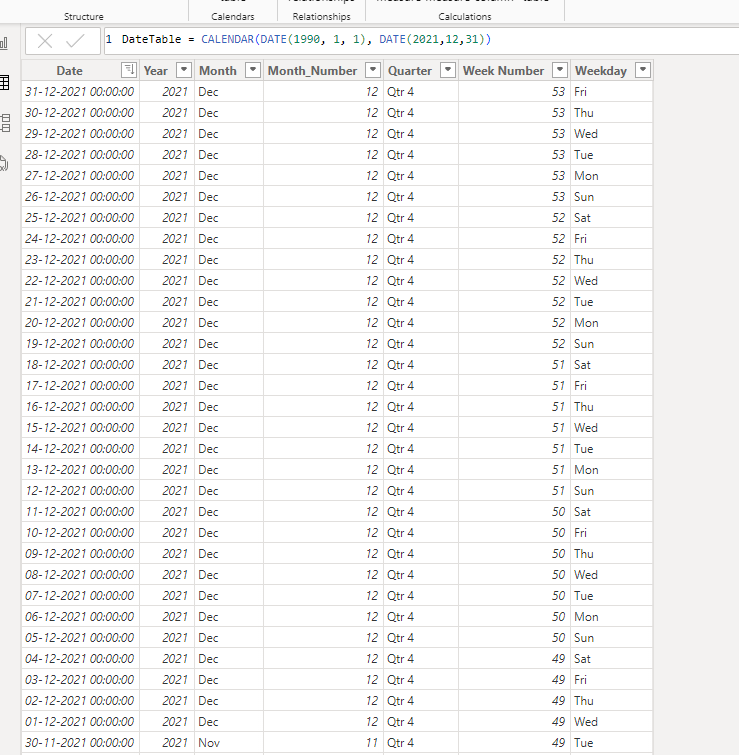 Structure Calendars Relationships Calculations
1 DateTable = CALENDAR(DATE(1990, 1, 1), DATE(2021,12,31))
Date Year Month Month_Number Quarter Week Number Weekday
31-12-2021 00:00:00 2021 Dec 12 Qtr 4 53 Fri
30-12-2021 00:00:00 2021 Dec 12 Qtr 4 53 Thu
29-12-2021 00:00:00 2021 Dec 12 Qtr 4 53 Wed
28-12-2021 00:00:00 2021 Dec 12 Qtr 4 53 Tue
27-12-2021 00:00:00 2021 Dec 12 Qtr 4 53 Mon
26-12-2021 00:00:00 2021 Dec 12 Qtr 4 53 Sun
25-12-2021 00:00:00 2021 Dec 12 Qtr 4 52 Sat
24-12-2021 00:00:00 2021 Dec 12 Qtr 4 52 Fri
23-12-2021 00:00:00 2021 Dec 12 Qtr 4 52 Thu
22-12-2021 00:00:00 2021 Dec 12 Qtr 4 52 Wed
21-12-2021 00:00:00 2021 Dec 12 Qtr 4 52 Tue
20-12-2021 00:00:00 2021 Dec 12 Qtr 4 52 Mon
19-12-2021 00:00:00 2021 Dec 12 Qtr 4 52 Sun
18-12-2021 00:00:00 2021 Dec 12 Qtr 4 51 Sat
17-12-2021 00:00:00 2021 Dec 12 Qtr 4 51 Fri
16-12-2021 00:00:00 2021 Dec 12 Qtr 4 51 Thu
15-12-2021 00:00:00 2021 Dec 12 Qtr 4 51 Wed
14-12-2021 00:00:00 2021 Dec 12 Qtr 4 51 Tue
13-12-2021 00:00:00 2021 Dec 12 Qtr 4 51 Mon
12-12-2021 00:00:00 2021 Dec 12 Qtr 4 51 Sun
11-12-2021 00:00:00 2021 Dec 12 Qtr 4 50 Sat
10-12-2021 00:00:00 2021 Dec 12 Qtr 4 50 Fri
09-12-2021 00:00:00 2021 Dec 12 Qtr 4 50 Thu
08-12-2021 00:00:00 2021 Dec 12 Qtr 4 50 Wed
07-12-2021 00:00:00 2021 Dec 12 Qtr 4 50 Tue
06-12-2021 00:00:00 2021 Dec 12 Qtr 4 50 Mon
05-12-2021 00:00:00 2021 Dec 12 Qtr 4 50 Sun
04-12-2021 00:00:00 2021 Dec 12 Qtr 4 49 Sat
03-12-2021 00:00:00 2021 Dec 12 Qtr 4 49 Fri
02-12-2021 00:00:00 2021 Dec 12 Qtr 4 49 Thu
01-12-2021 00:00:00 2021 Dec 12 Qtr 4 49 Wed
30-11-2021 00:00:00 2021 Nov 11 Qtr 4 49 Tue